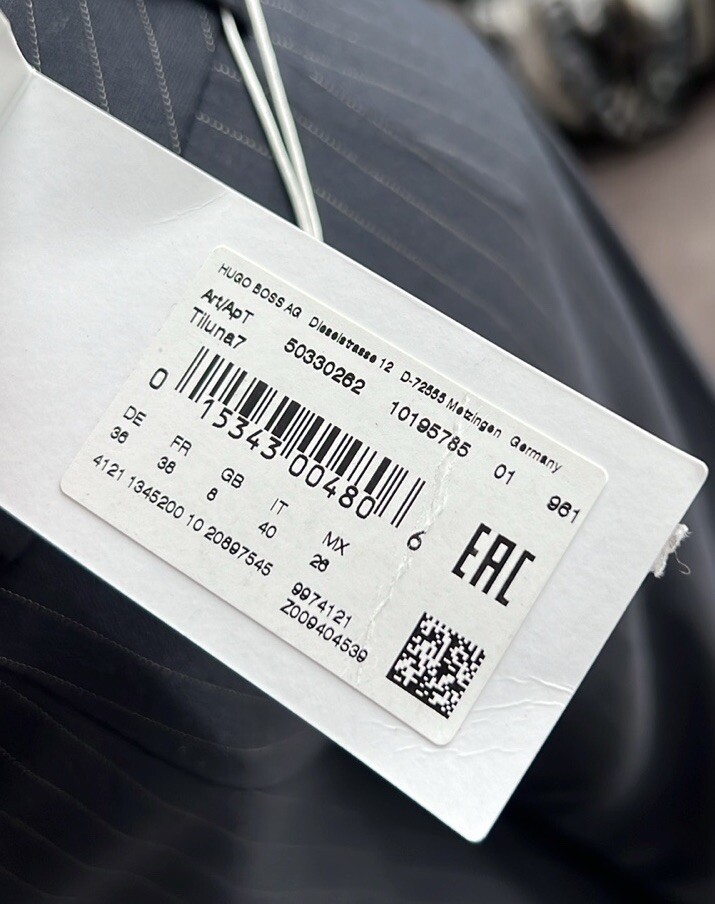 HUGO BOSS AG Dieselstrasse 12 D-72555 Metzingen Germany
Art/ApT 50330262 10195785 01 961
Tiluna7
0 15343 00480 6
DE FR GB IT MX
36 38 8 40 26
4121 1345200 10 20897545 9974121
Z009404539
EAC